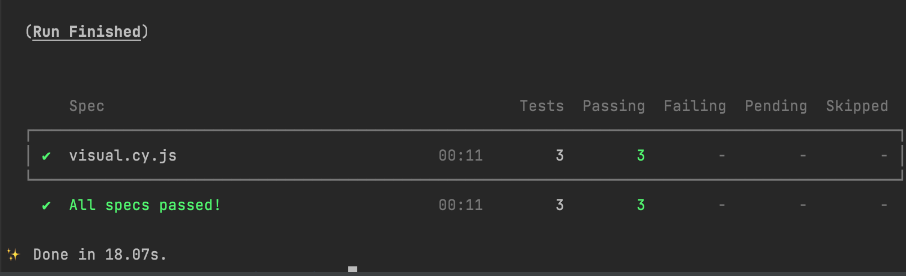 (Run Finished)
Spec Tests Passing Failing Pending Skipped
✔ visual.cy.js 00:11 3 3 - - -
✔ All specs passed! 00:11 3 3 - - -
✨ Done in 18.07s.